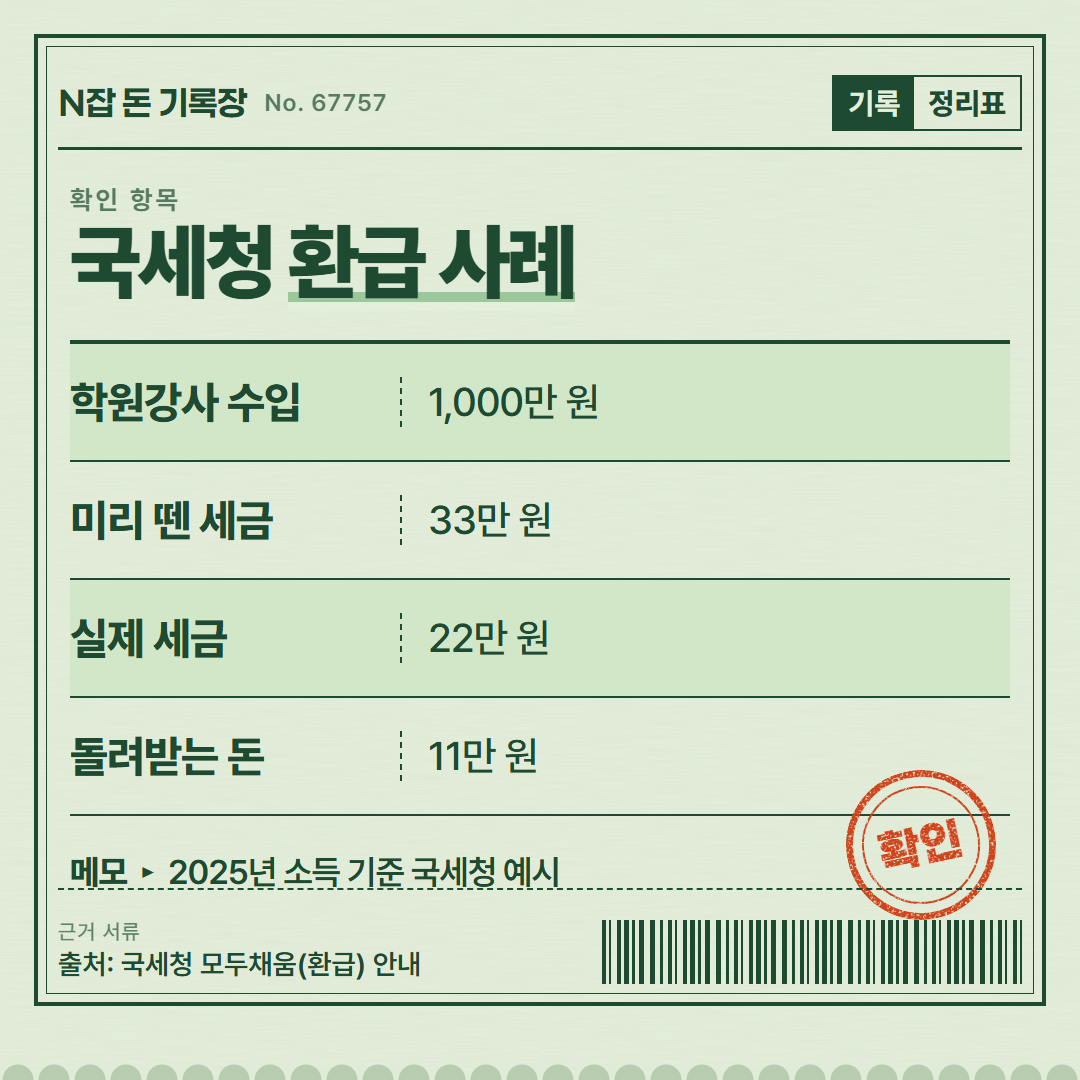 N잡 돈 기록장 No. 67757
기록 정리표
확인 항목
국세청 환급 사례
학원강사 수입 1,000만 원
미리 뗀 세금 33만 원
실제 세금 22만 원
돌려받는 돈 11만 원
확인
메모 ▸ 2025년 소득 기준 국세청 예시
근거 서류
출처: 국세청 모두채움(환급) 안내